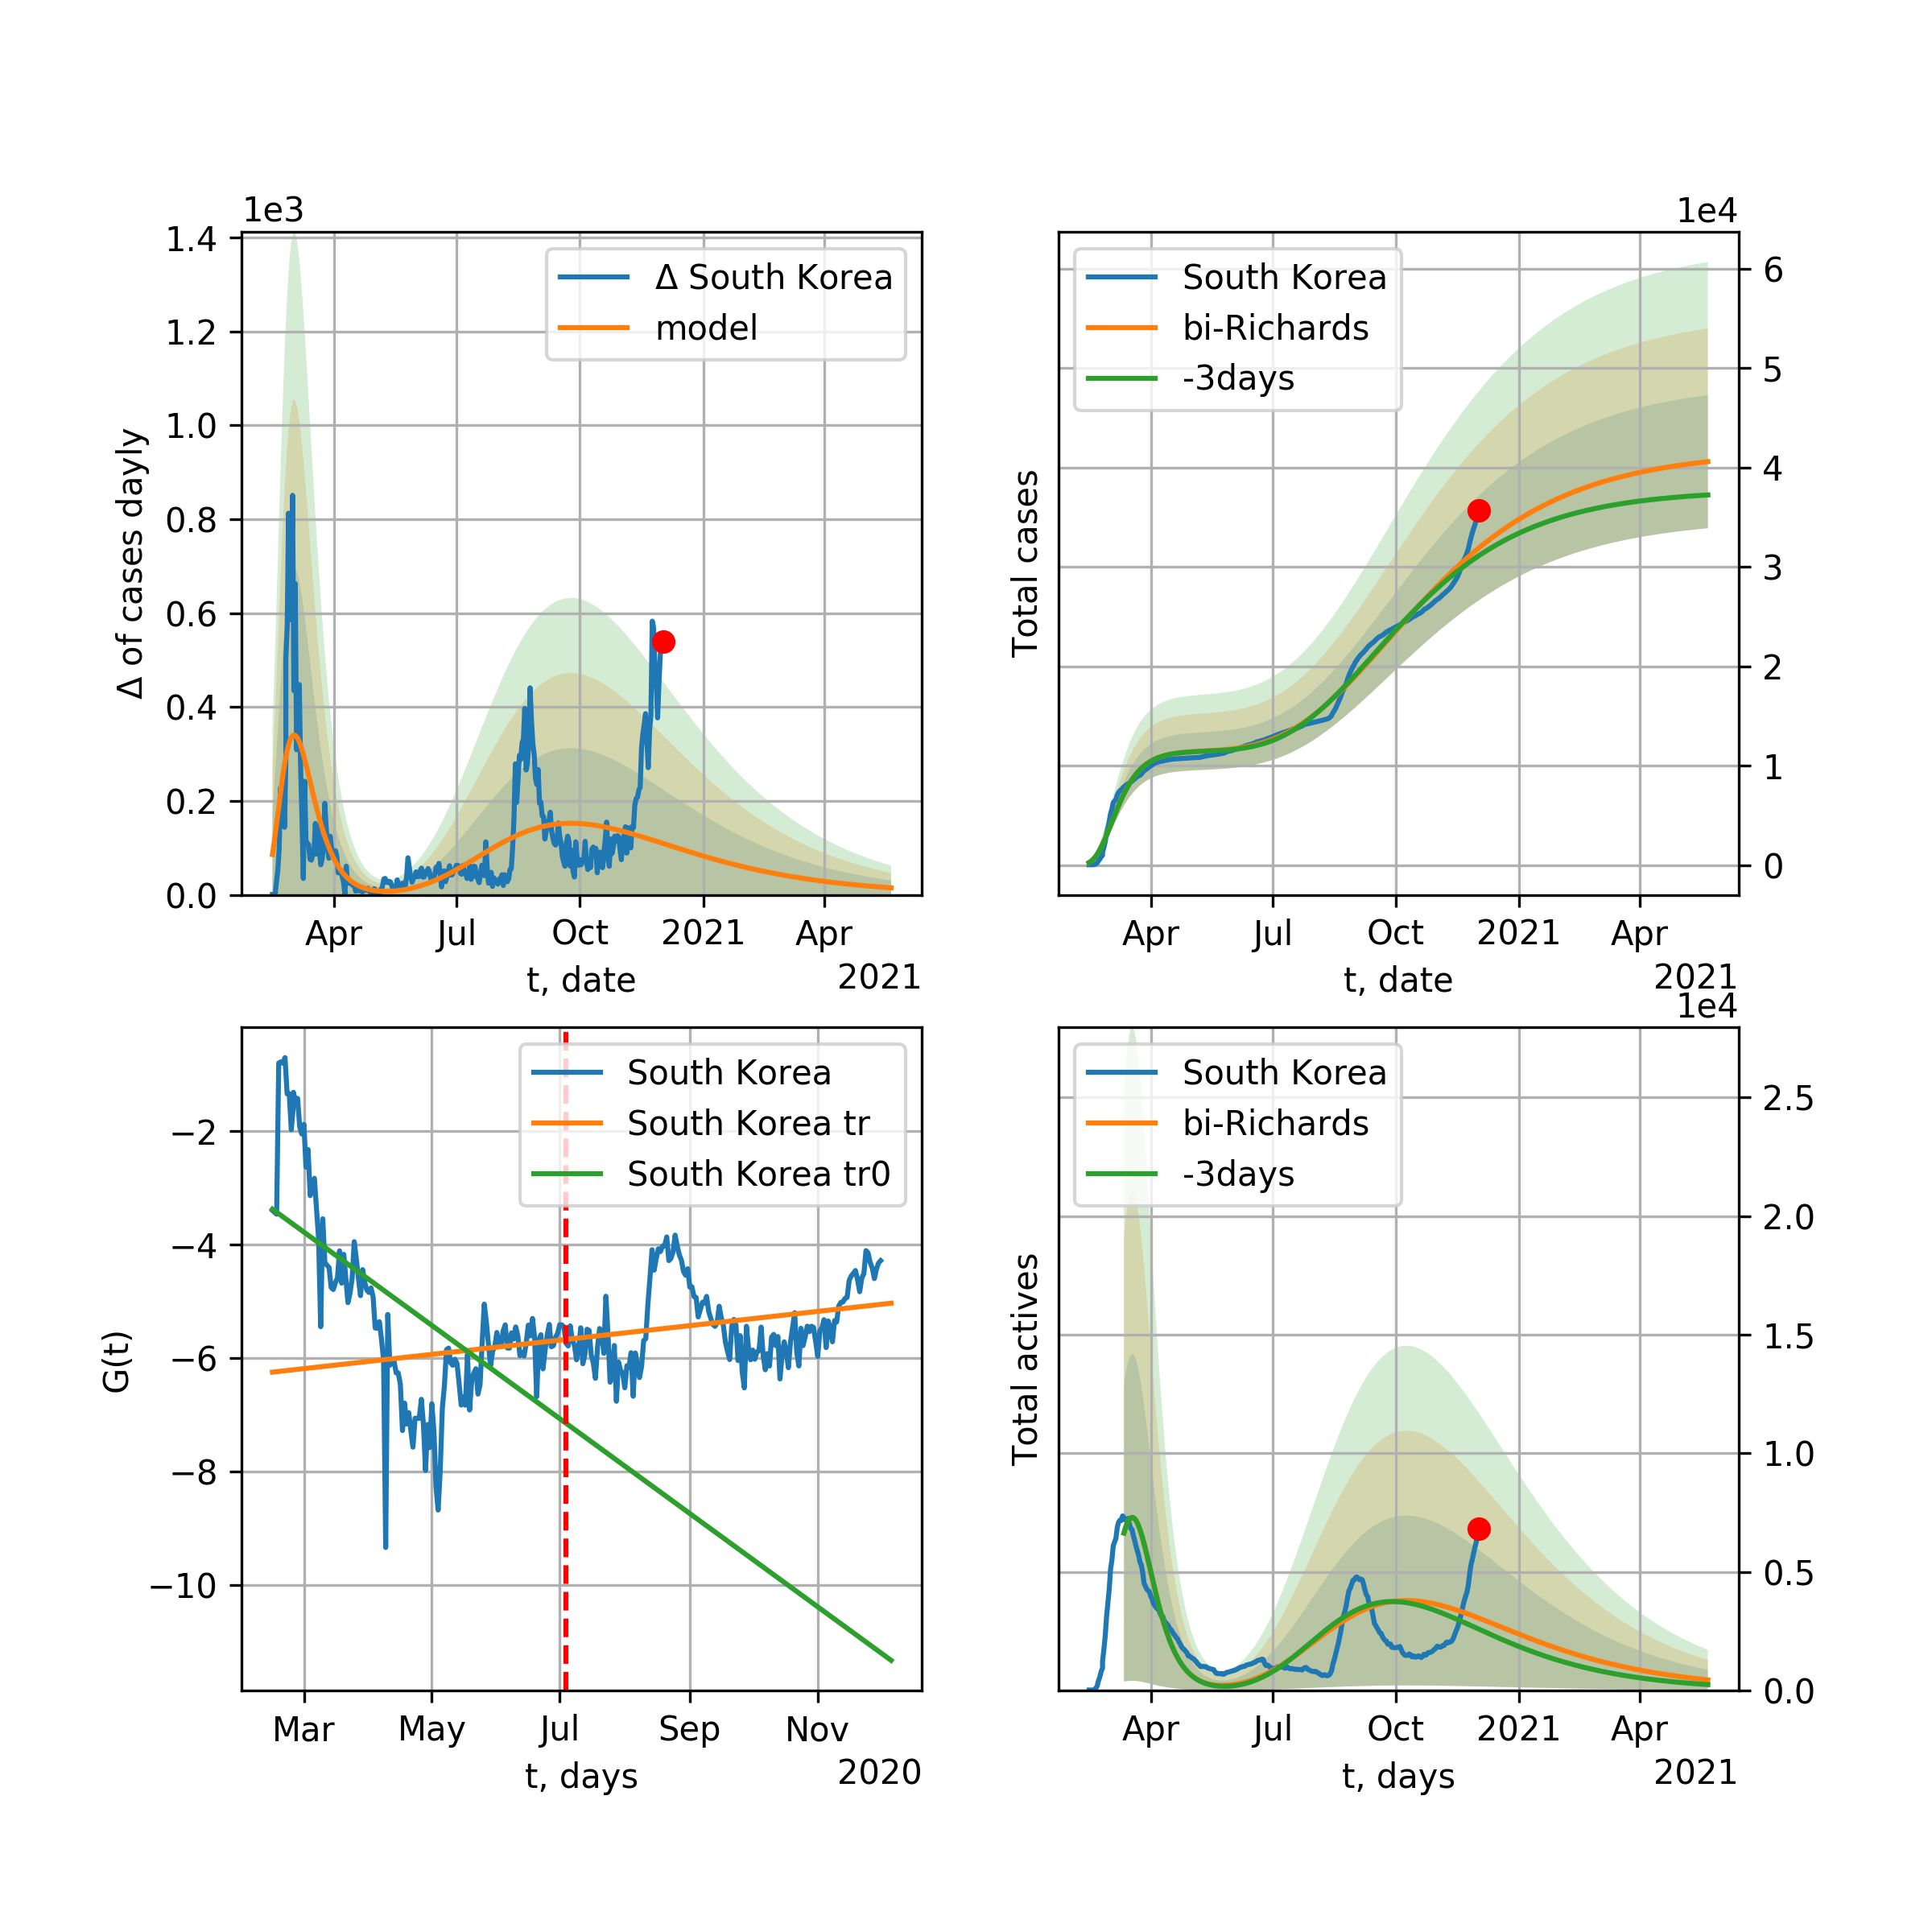 1e3
1.4
1.2
1.0
0.8
0.6
0.4
0.2
0.0
Δ of cases dayly
Δ South Korea
model
Apr Jul Oct 2021 Apr
t, date
2021
1e4
South Korea
bi-Richards
-3days
6
5
4
3
2
1
0
Total cases
Apr Jul Oct 2021 Apr
t, date
2021
South Korea
South Korea tr
South Korea tr0
−2
−4
−6
−8
−10
G(t)
Mar May Jul Sep Nov
t, days
2020
1e4
South Korea
bi-Richards
-3days
2.5
2.0
1.5
1.0
0.5
0.0
Total actives
Apr Jul Oct 2021 Apr
t, days
2021